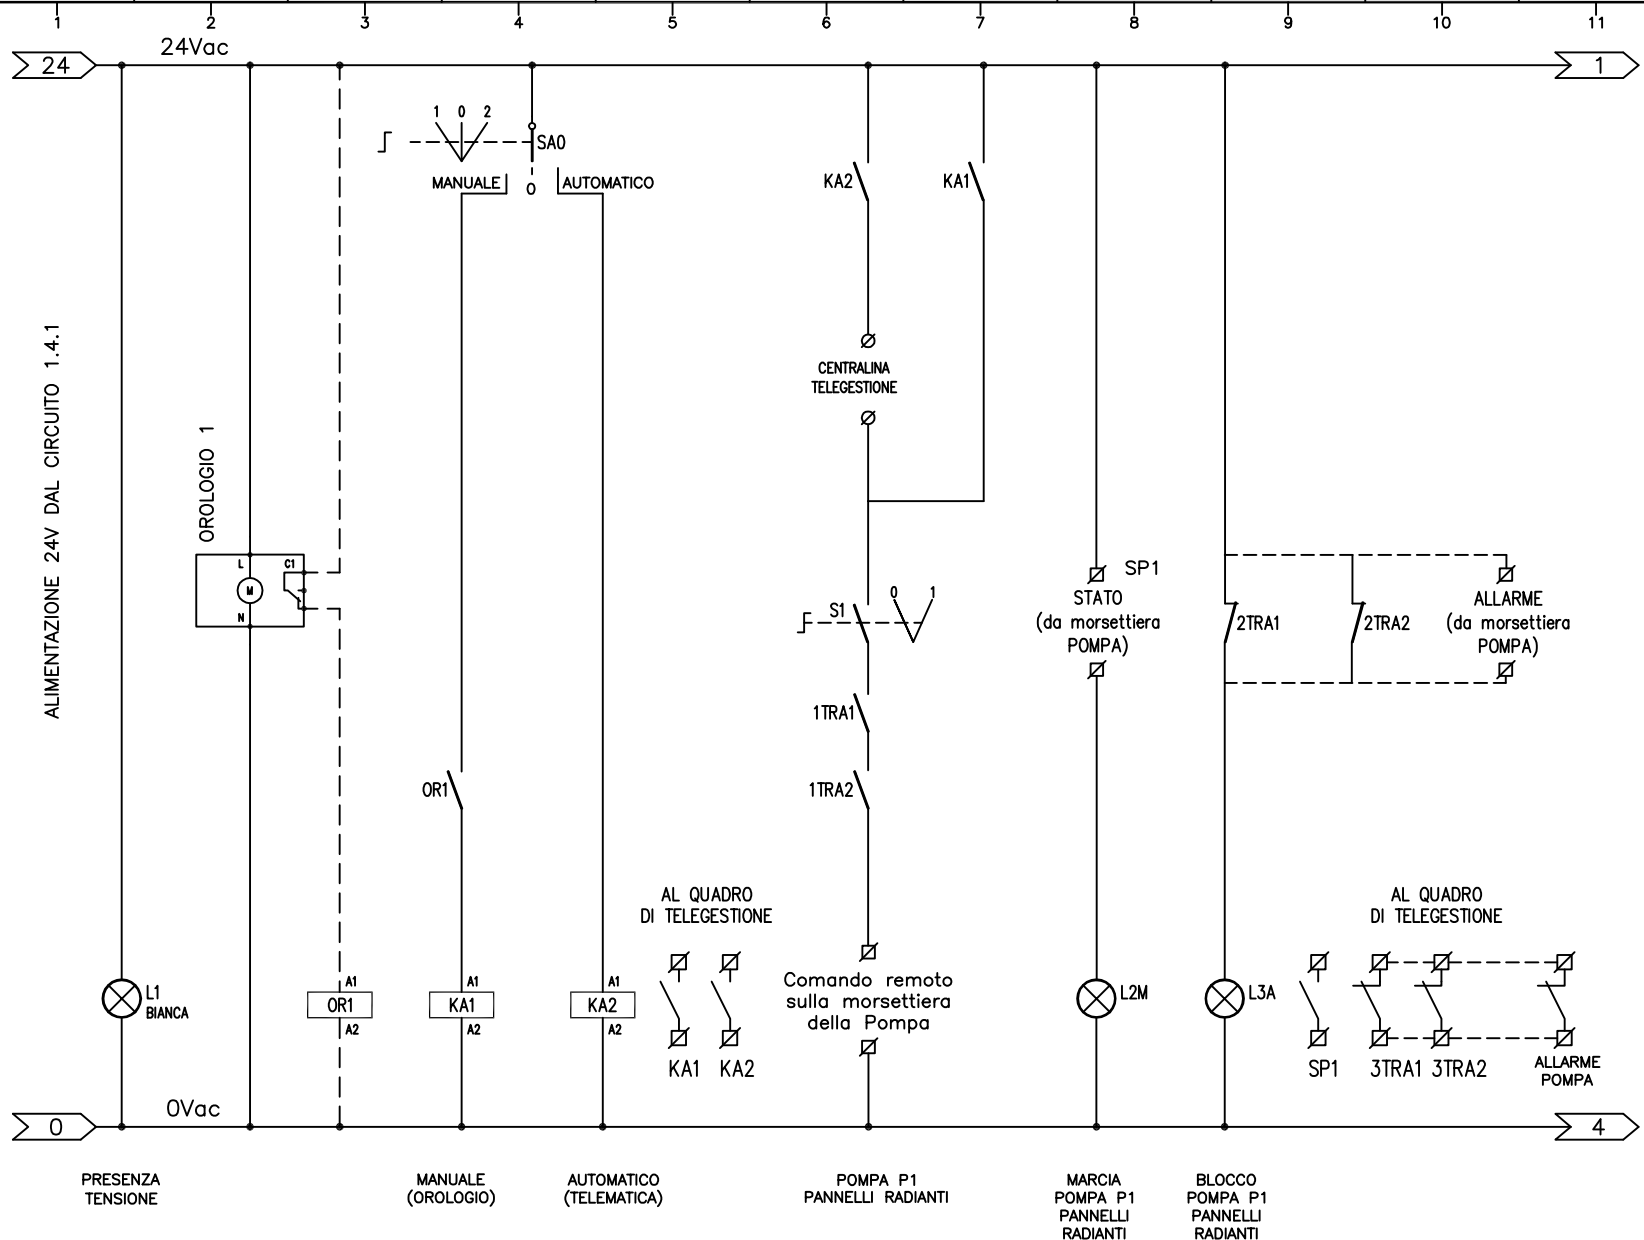 1 2 3 4 5 6 7 8 9 10 11
24Vac
24
1
1 0 2
SA0
MANUALE
0
AUTOMATICO
KA2
KA1
ALIMENTAZIONE 24V DAL CIRCUITO 1.4.1
CENTRALINA
TELEGESTIONE
OROLOGIO 1
L
C1
M
N
S1
0
1
SP1
STATO
(da morsettiera
POMPA)
2TRA1
2TRA2
ALLARME
(da morsettiera
POMPA)
1TRA1
OR1
1TRA2
AL QUADRO
DI TELEGESTIONE
AL QUADRO
DI TELEGESTIONE
L1
BIANCA
A1
OR1
A2
A1
KA1
A2
A1
KA2
A2
KA1
KA2
Comando remoto
sulla morsettiera
della Pompa
L2M
L3A
SP1
3TRA1
3TRA2
ALLARME
POMPA
0Vac
0
4
PRESENZA
TENSIONE
MANUALE
(OROLOGIO)
AUTOMATICO
(TELEMATICA)
POMPA P1
PANNELLI RADIANTI
MARCIA
POMPA P1
PANNELLI
RADIANTI
BLOCCO
POMPA P1
PANNELLI
RADIANTI